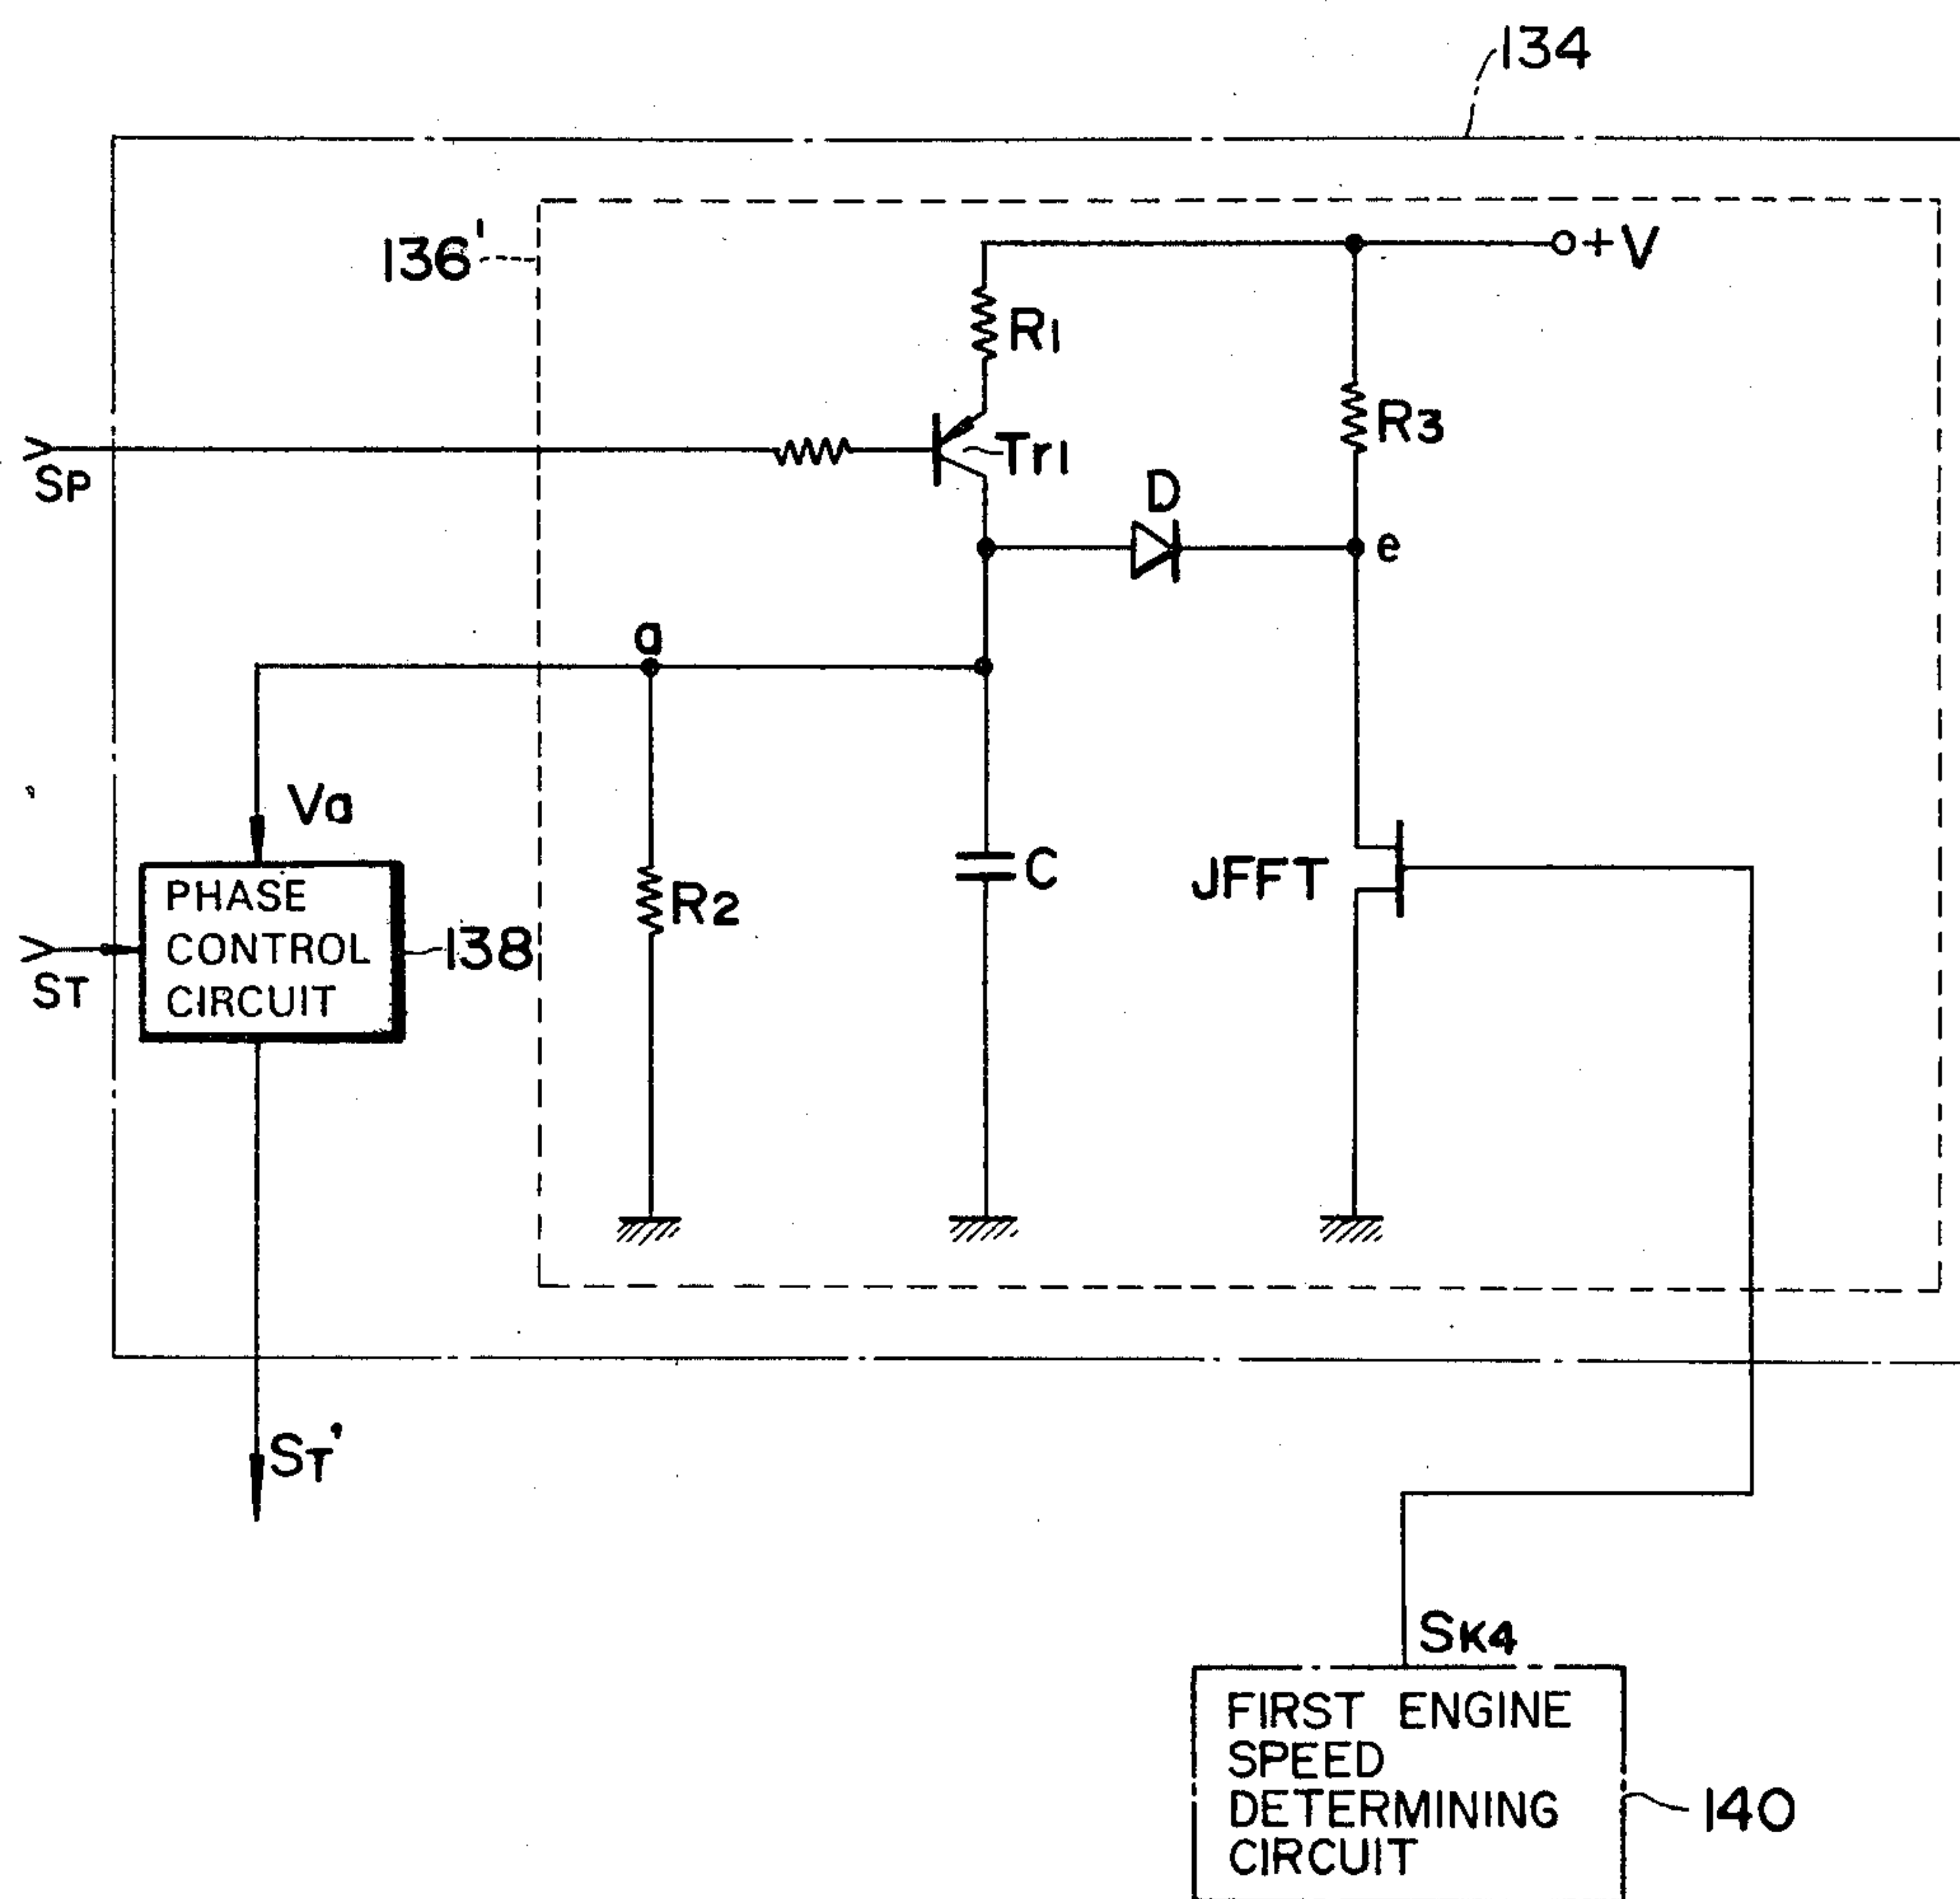 134
136'
+V
R1
R3
Tr1
SP
D
e
a
Va
PHASE
CONTROL
CIRCUIT
138
ST
R2
C
JFFT
ST'
SK4
FIRST ENGINE
SPEED
DETERMINING
CIRCUIT
140